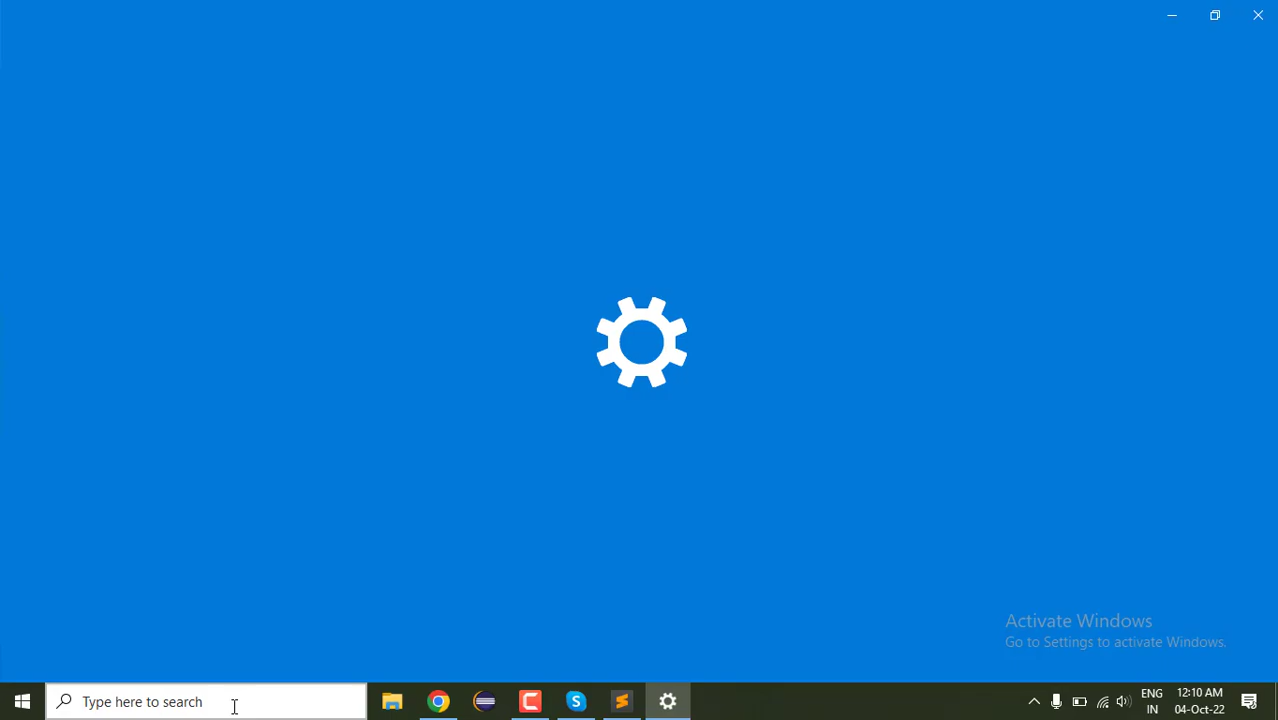 Activate Windows
Go to Settings to activate Windows.
Type here to search
ENG
IN
12:10 AM
04-Oct-22